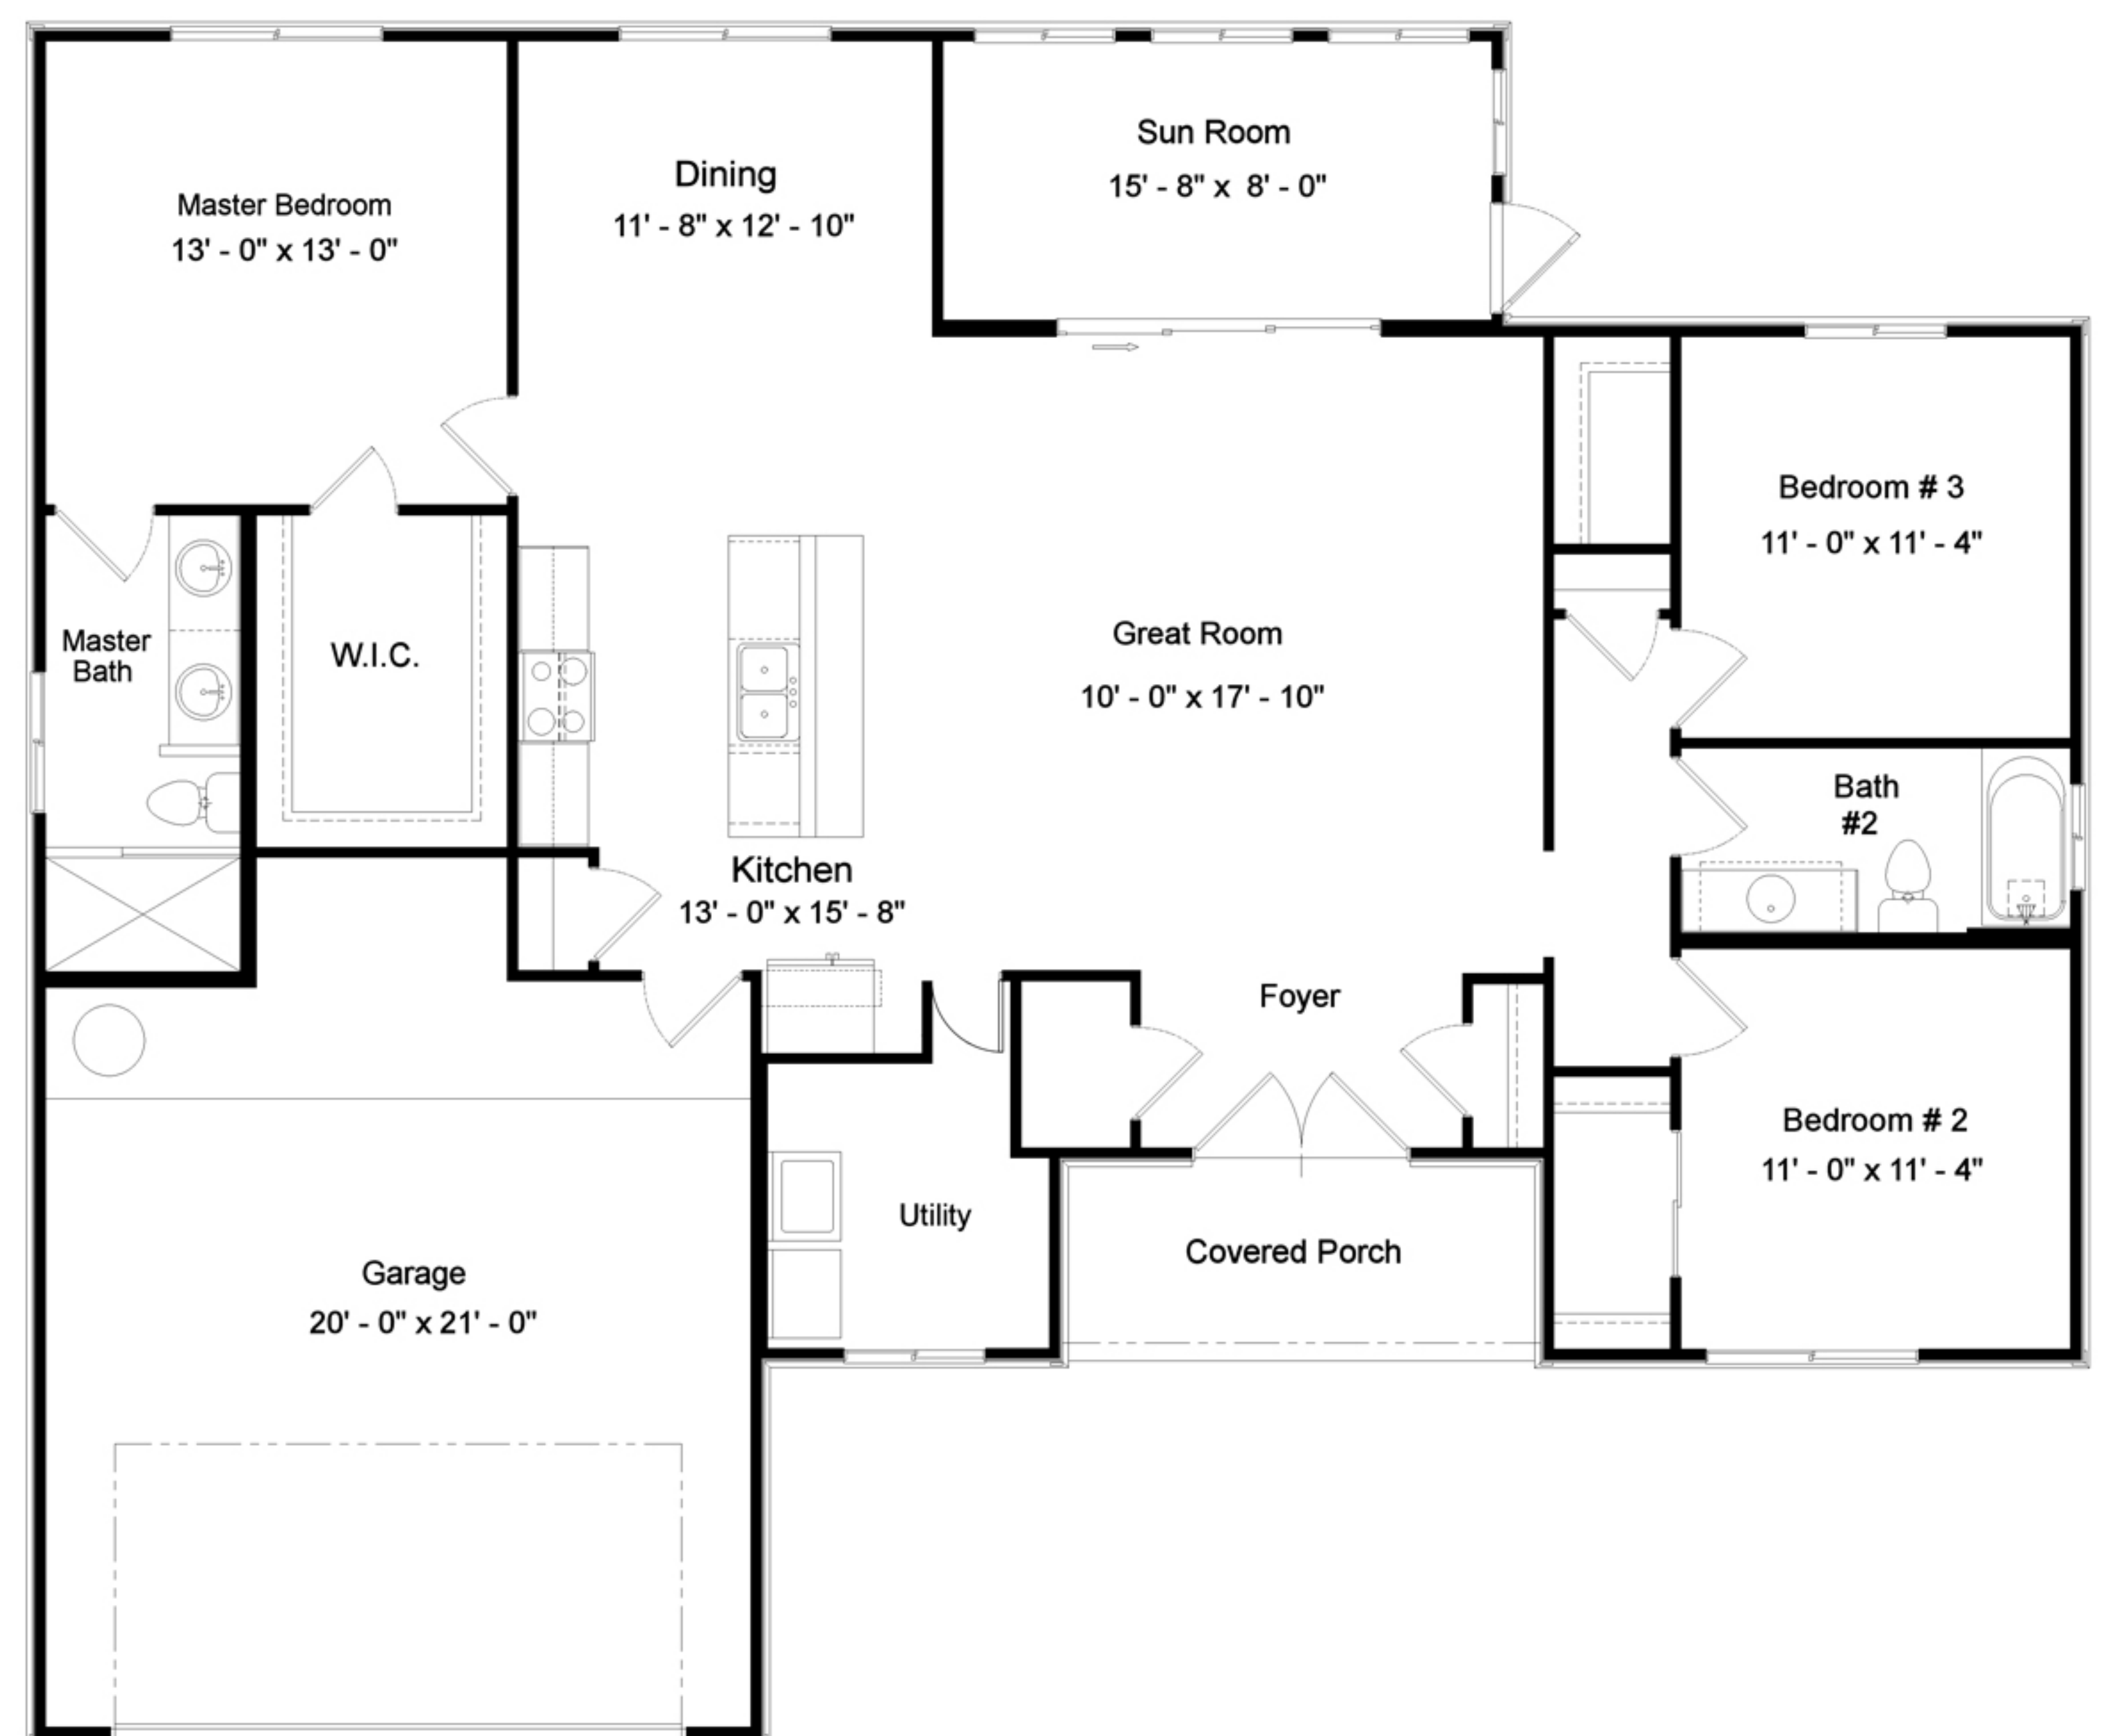 Master Bedroom
13' - 0" x 13' - 0"
Dining
11' - 8" x 12' - 10"
Sun Room
15' - 8" x 8' - 0"
Bedroom # 3
11' - 0" x 11' - 4"
Master
Bath
W.I.C.
Great Room
10' - 0" x 17' - 10"
Bath
#2
Kitchen
13' - 0" x 15' - 8"
Foyer
Bedroom # 2
11' - 0" x 11' - 4"
Utility
Covered Porch
Garage
20' - 0" x 21' - 0"